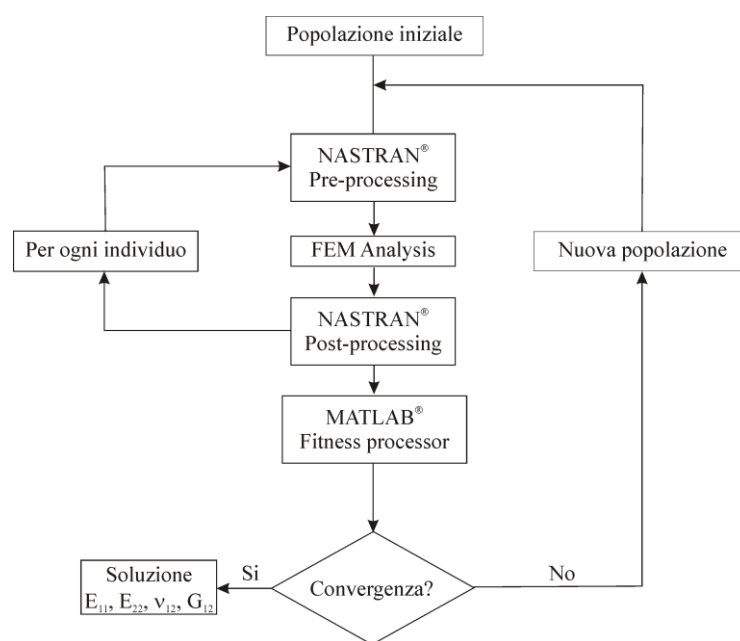 Popolazione iniziale
NASTRAN®
Pre-processing
Per ogni individuo
FEM Analysis
Nuova popolazione
NASTRAN®
Post-processing
MATLAB®
Fitness processor
Convergenza?
Si
No
Soluzione
E₁₁, E₂₂, ν₁₂, G₁₂